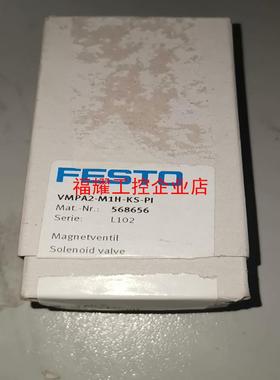 FESTO
福耀工控企业店
VMPA2-M1H-KS-PI
Mat.-Nr.: 568656
Serie: L102
Magnetventil
Solenoid valve